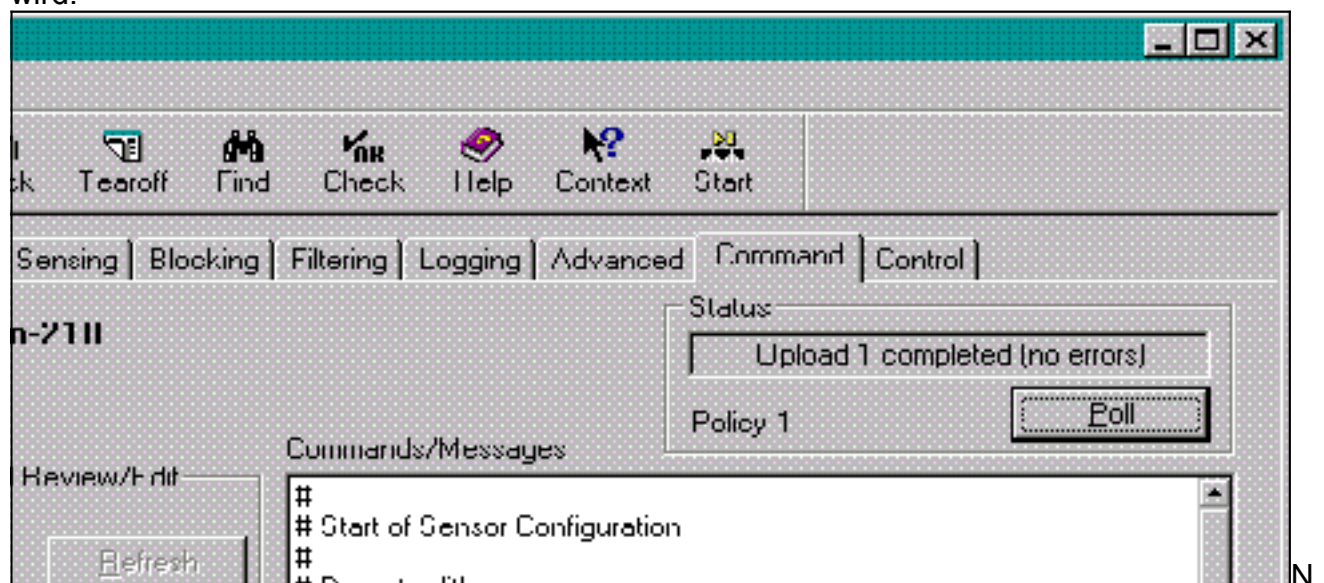 wird.
Tearoff Find Check Help Context Start
Sensing Blocking Filtering Logging Advanced Command Control
Status
Upload 1 completed (no errors)
Policy 1 Poll
Commands/Messages
Review/Edit
#
# Start of Sensor Configuration
Refresh #
#
N